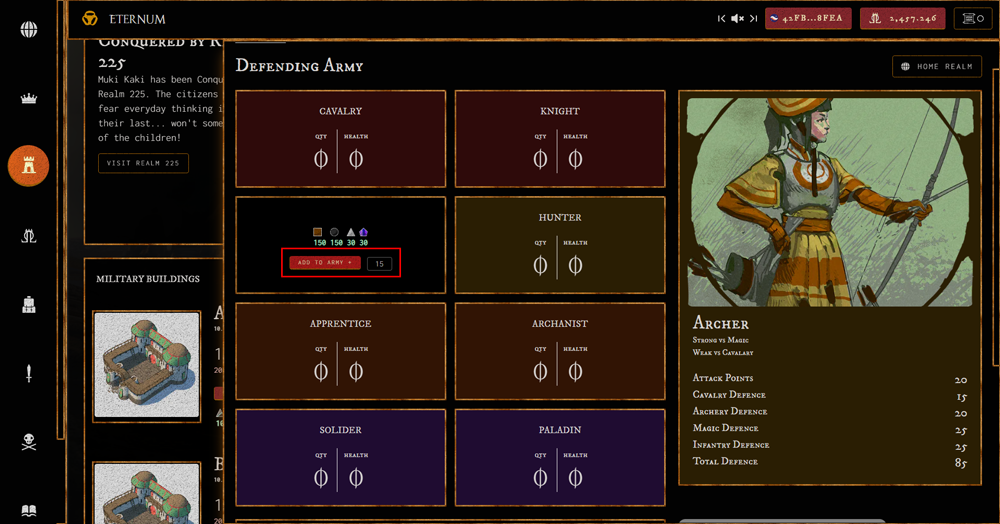 ETERNUM
42FB...8FEA
2,457.246
0
Conquered by R
225
Muki Kaki has been Conqu
Realm 225. The citizens
fear everyday thinking i
their last... won't some
of the children!
VISIT REALM 225
MILITARY BUILDINGS
Defending Army
HOME REALM
CAVALRY
QTY HEALTH
0 0
KNIGHT
QTY HEALTH
0 0
150 150 30 30
ADD TO ARMY +
15
HUNTER
QTY HEALTH
0 0
APPRENTICE
QTY HEALTH
0 0
ARCHANIST
QTY HEALTH
0 0
SOLIDER
QTY HEALTH
0 0
PALADIN
QTY HEALTH
0 0
Archer
Strong vs Magic
Weak vs Cavalary
Attack Points 20
Cavalry Defence 15
Archery Defence 20
Magic Defence 25
Infantry Defence 25
Total Defence 85